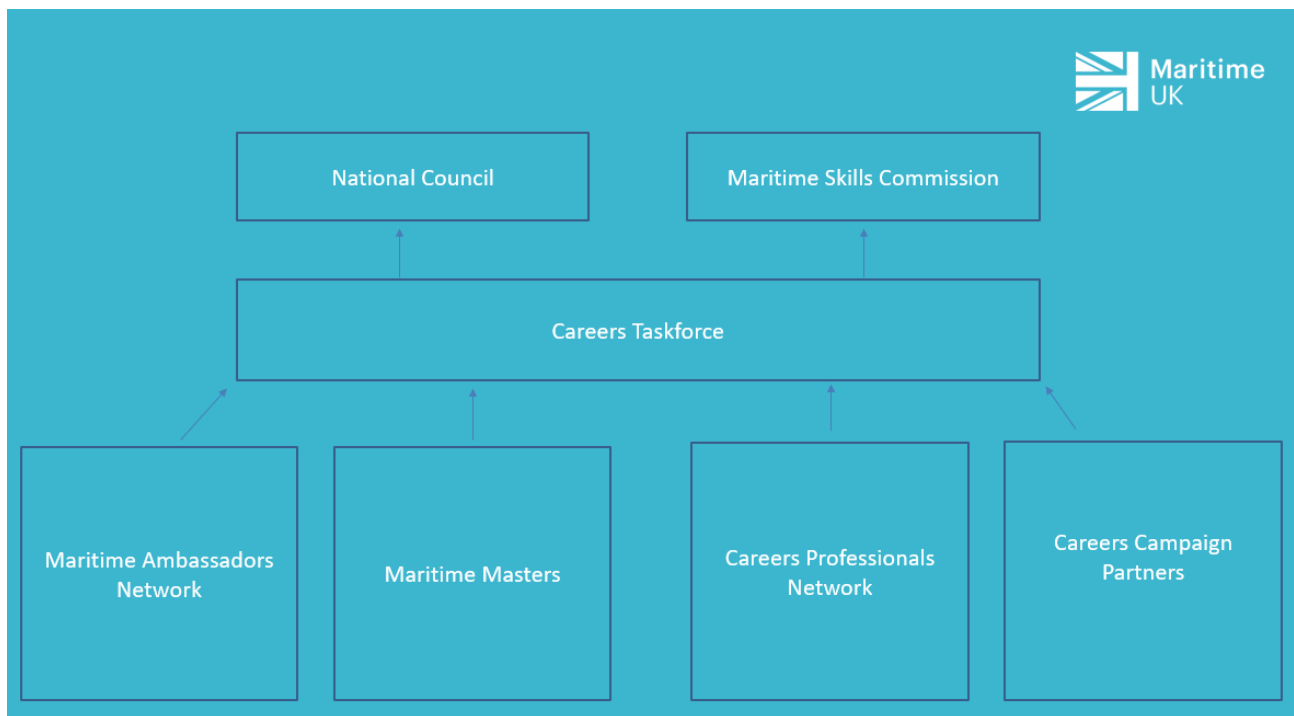 Maritime
UK
National Council
Maritime Skills Commission
Careers Taskforce
Maritime Ambassadors
Network
Maritime Masters
Careers Professionals
Network
Careers Campaign
Partners